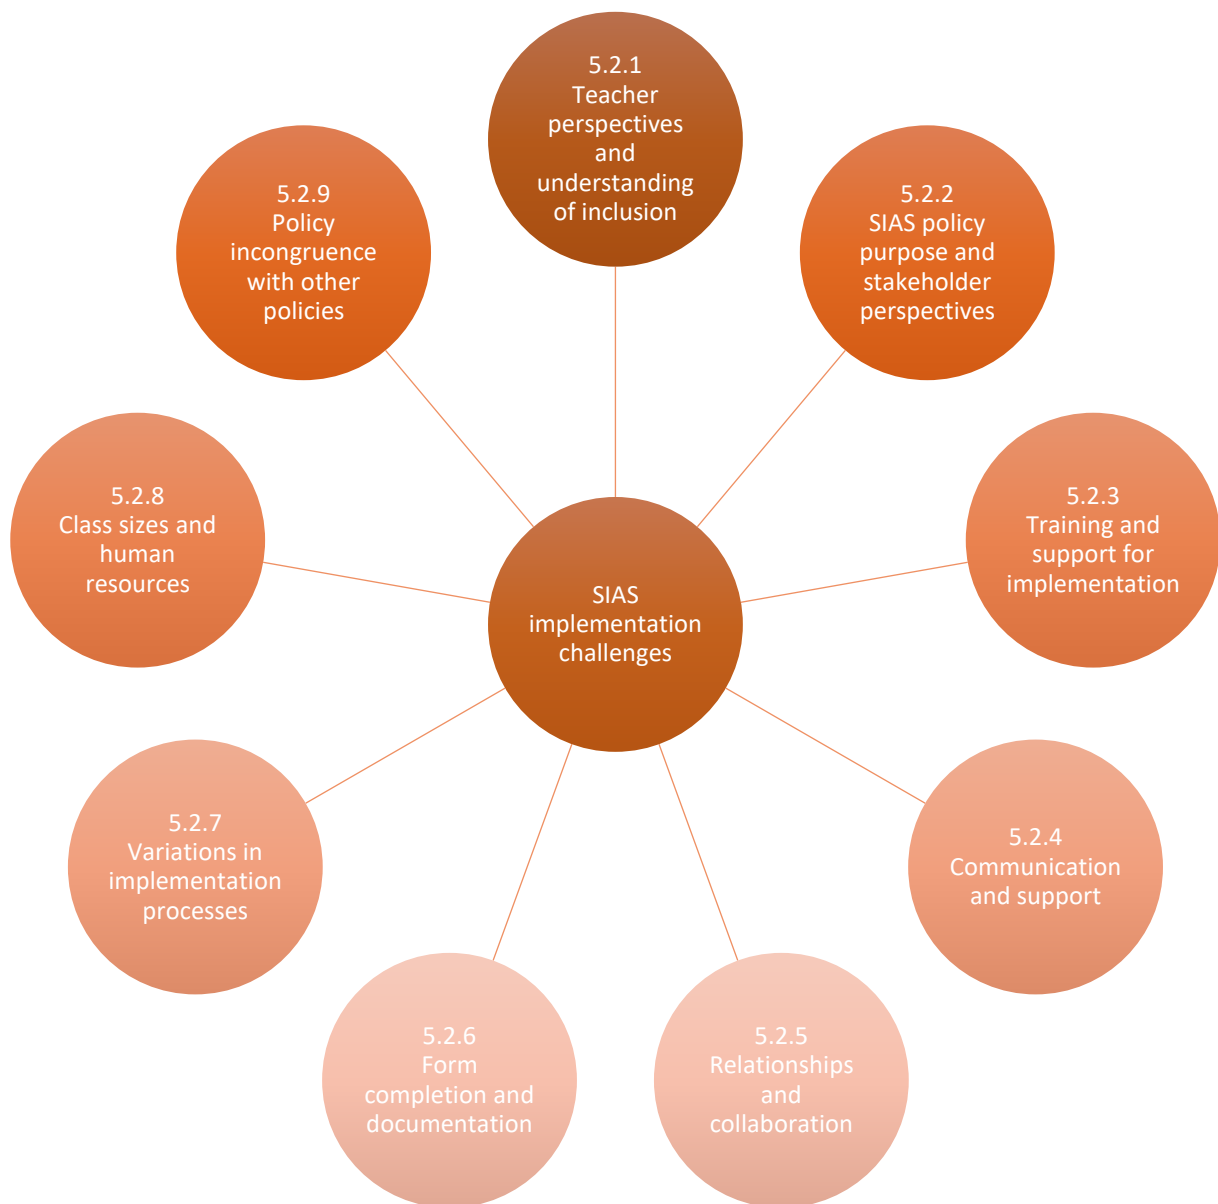 5.2.1
Teacher
perspectives
and
understanding
of inclusion
5.2.2
SIAS policy
purpose and
stakeholder
perspectives
5.2.3
Training and
support for
implementation
5.2.4
Communication
and support
5.2.5
Relationships
and
collaboration
5.2.6
Form
completion and
documentation
5.2.7
Variations in
implementation
processes
5.2.8
Class sizes and
human
resources
5.2.9
Policy
incongruence
with other
policies
SIAS
implementation
challenges